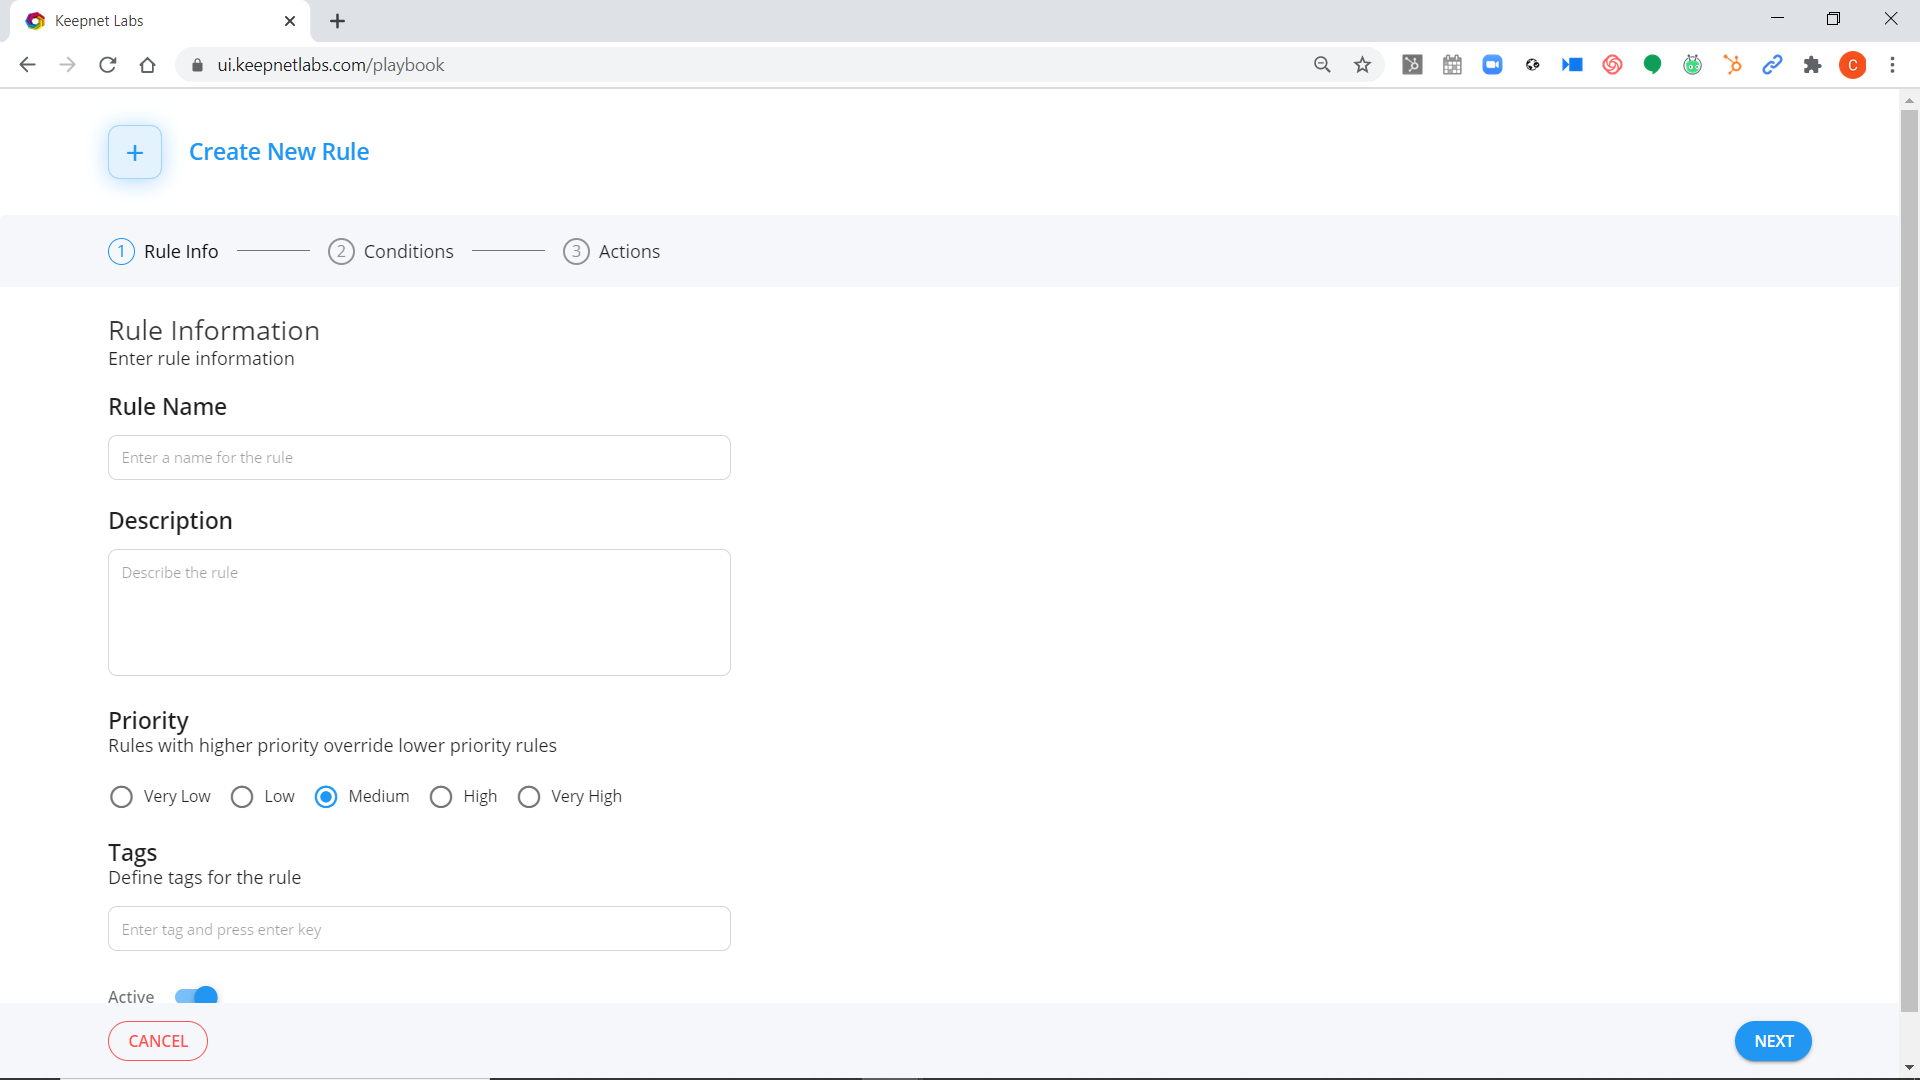 Keepnet Labs
ui.keepnetlabs.com/playbook
C
+ Create New Rule
1 Rule Info 2 Conditions 3 Actions
Rule Information
Enter rule information
Rule Name
Enter a name for the rule
Description
Describe the rule
Priority
Rules with higher priority override lower priority rules
Very Low Low Medium High Very High
Tags
Define tags for the rule
Enter tag and press enter key
Active
CANCEL NEXT